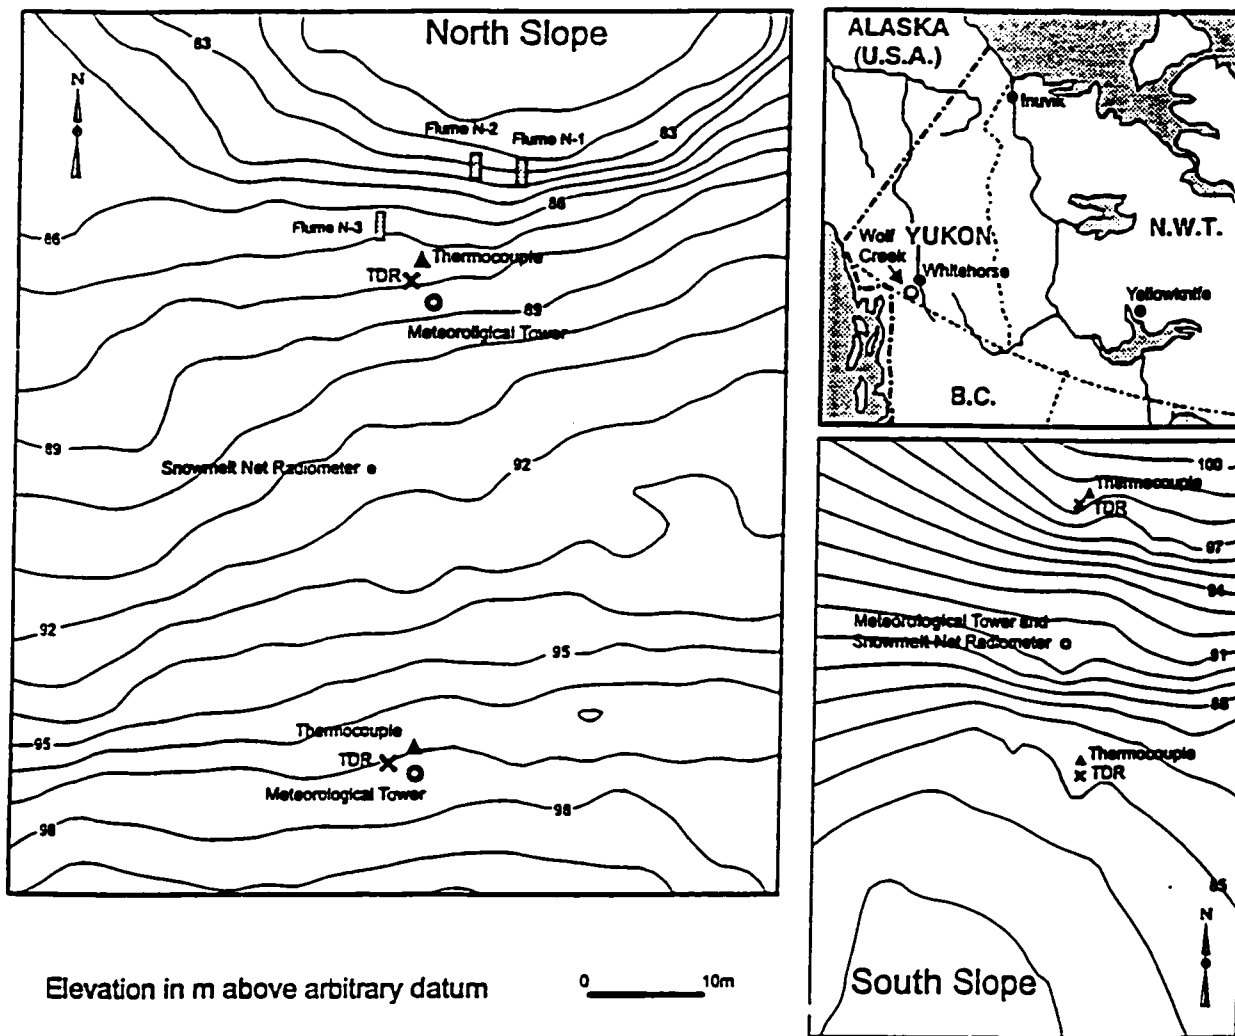 North Slope
83
N
Flume N-2
Flume N-1
83
86
86
Flume N-3
Thermocouple
TDR
89
Meteorological Tower
89
Snowmelt Net Radiometer
92
92
95
Thermocouple
95
TDR
Meteorological Tower
98
98
Elevation in m above arbitrary datum
0
10m
ALASKA
(U.S.A.)
Inuvik
Wolf
Creek
YUKON
N.W.T.
Whitehorse
Yellowknife
B.C.
100
Thermocouple
TDR
97
94
Meteorological Tower and
Snowmelt Net Radiometer
91
88
Thermocouple
TDR
85
N
South Slope